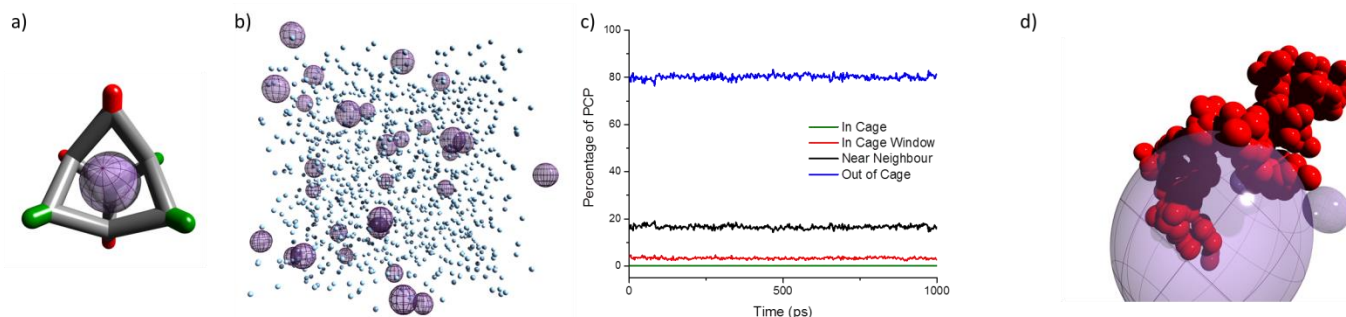 a)
b)
c)
d)
100
80
60
40
20
0
Percentage of PCP
In Cage
In Cage Window
Near Neighbour
Out of Cage
0
500
1000
Time (ps)